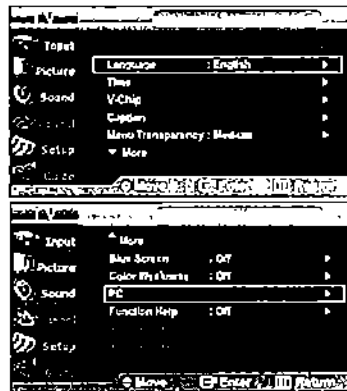 Input
Picture
Language : English
Time
Sound
V-Chip
Caption
Menu Transparency : Medium
Setup
▼ More
Move
Enter
Return
Input
▲ More
Blue Screen : Off
Picture
Color Weakness : Off
Sound
PC
Function Help : Off
Setup
Move
Enter
Return